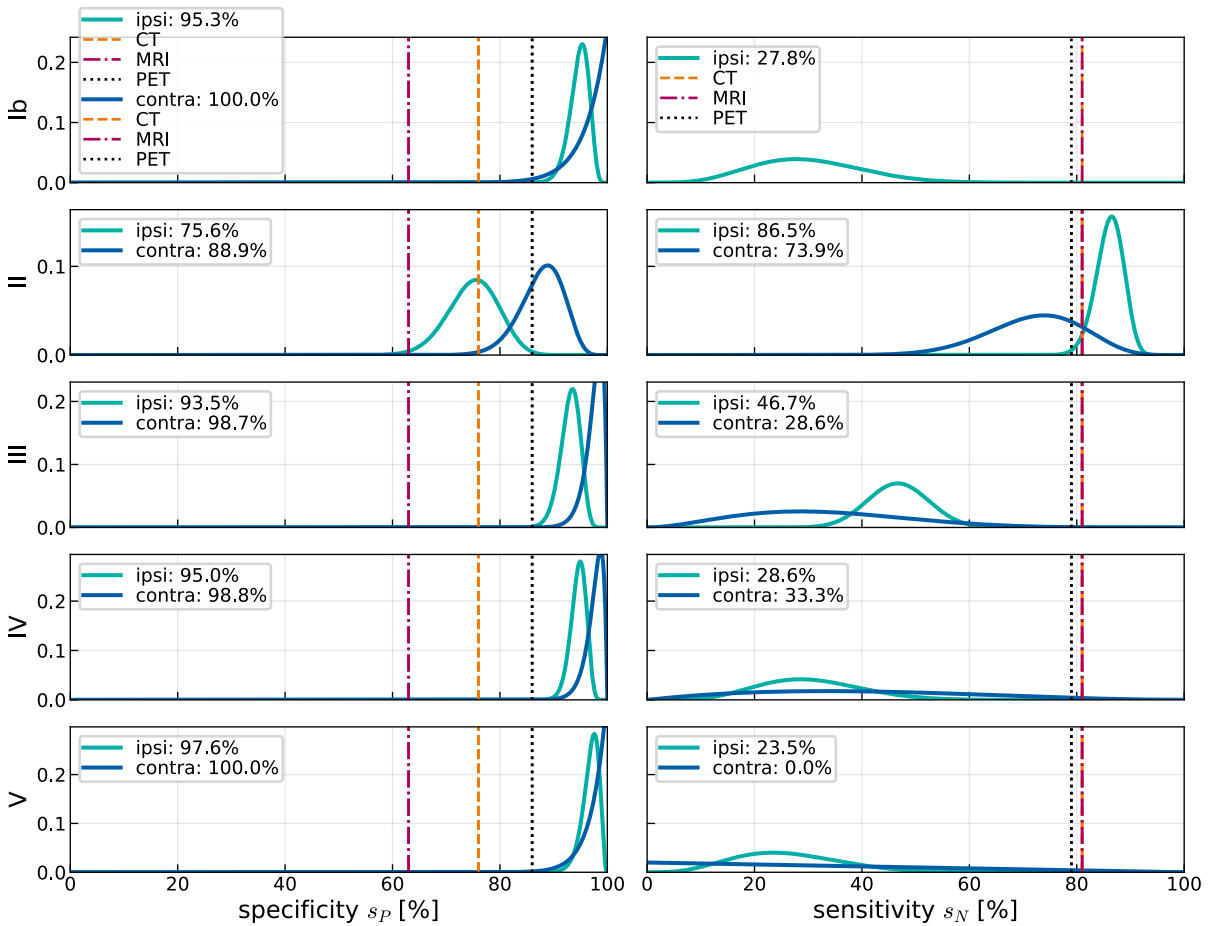 ipsi: 95.3%
CT
MRI
PET
contra: 100.0%
CT
MRI
PET
0.2
0.1
0.0
Ib
ipsi: 27.8%
CT
MRI
PET
ipsi: 75.6%
contra: 88.9%
0.1
0.0
II
ipsi: 86.5%
contra: 73.9%
ipsi: 93.5%
contra: 98.7%
0.2
0.1
0.0
III
ipsi: 46.7%
contra: 28.6%
ipsi: 95.0%
contra: 98.8%
0.2
0.1
0.0
IV
ipsi: 28.6%
contra: 33.3%
ipsi: 97.6%
contra: 100.0%
0.2
0.1
0.0
V
ipsi: 23.5%
contra: 0.0%
0 20 40 60 80 100
0 20 40 60 80 100
specificity s_P [%]
sensitivity s_N [%]